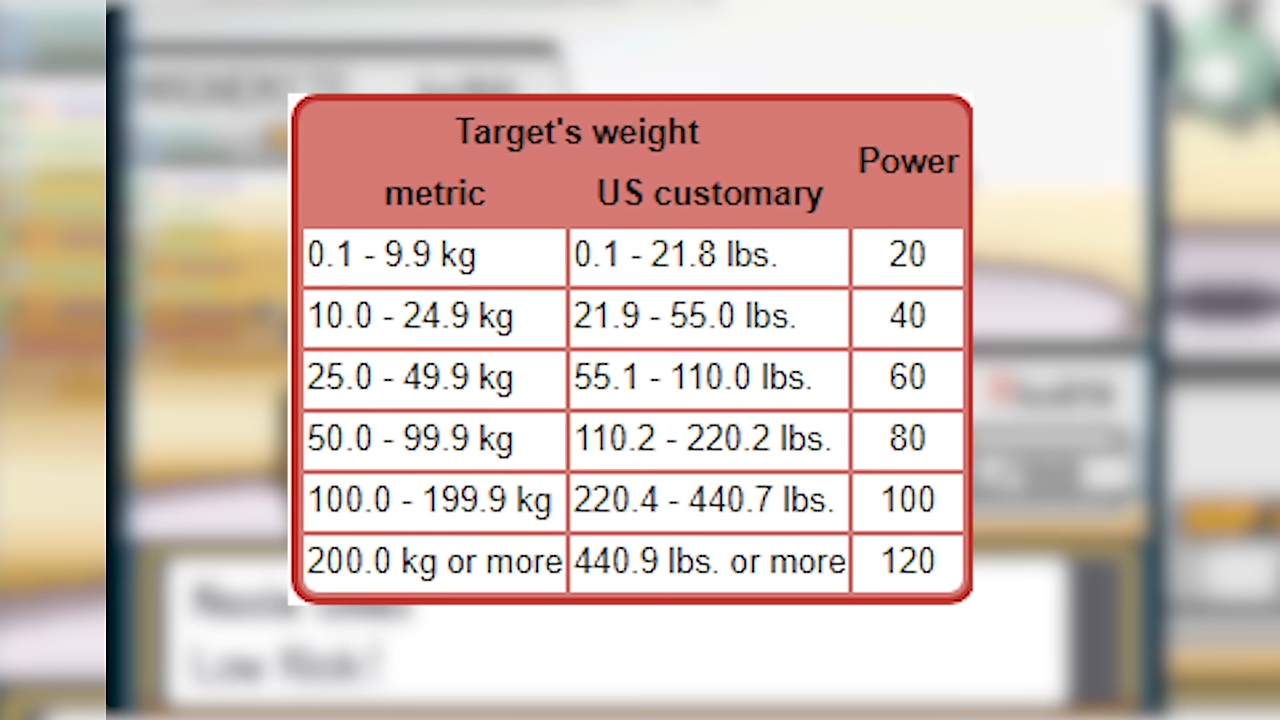 Target's weight
Power
metric US customary
0.1 - 9.9 kg 0.1 - 21.8 lbs. 20
10.0 - 24.9 kg 21.9 - 55.0 lbs. 40
25.0 - 49.9 kg 55.1 - 110.0 lbs. 60
50.0 - 99.9 kg 110.2 - 220.2 lbs. 80
100.0 - 199.9 kg 220.4 - 440.7 lbs. 100
200.0 kg or more 440.9 lbs. or more 120
Low Kick!